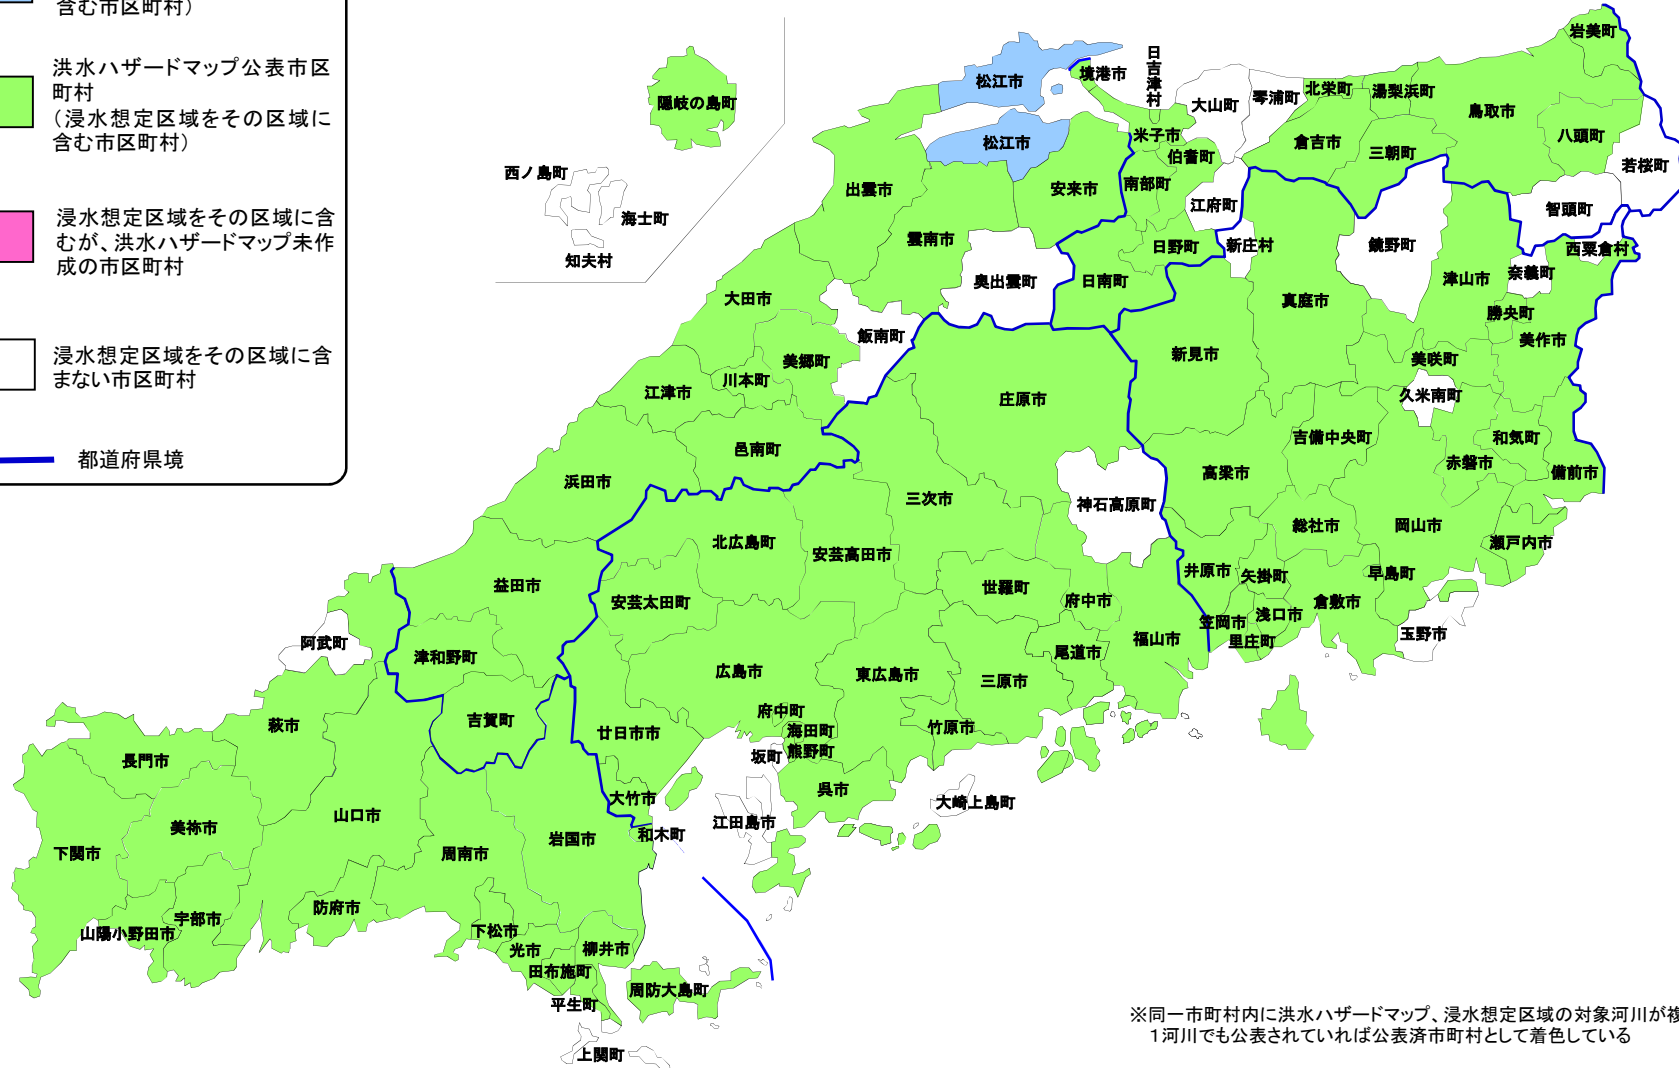 含む市区町村）
洪水ハザードマップ公表市区
町村
（浸水想定区域をその区域に
含む市区町村）
浸水想定区域をその区域に含
むが、洪水ハザードマップ未作
成の市区町村
浸水想定区域をその区域に含
まない市区町村
都道府県境
隠岐の島町
西ノ島町
海士町
知夫村
松江市
境港市
日吉津村
大山町
琴浦町
北栄町
湯梨浜町
岩美町
鳥取市
八頭町
若桜町
松江市
米子市
伯耆町
倉吉市
三朝町
出雲市
安来市
南部町
江府町
智頭町
雲南市
日野町
新庄村
鏡野町
西粟倉村
奥出雲町
日南町
津山市
奈義町
大田市
真庭市
勝央町
飯南町
美作市
美郷町
新見市
美咲町
川本町
江津市
庄原市
久米南町
邑南町
吉備中央町
和気町
赤磐市
浜田市
高梁市
備前市
三次市
神石高原町
総社市
岡山市
瀬戸内市
北広島町
安芸高田市
益田市
世羅町
井原市
矢掛町
早島町
安芸太田町
府中市
倉敷市
浅口市
笠岡市
里庄町
玉野市
阿武町
津和野町
広島市
東広島市
尾道市
福山市
三原市
吉賀町
府中町
海田町
熊野町
坂町
竹原市
萩市
廿日市市
長門市
大竹市
呉市
大崎上島町
江田島市
山口市
美祢市
下関市
周南市
岩国市
和木町
防府市
宇部市
山陽小野田市
下松市
光市
柳井市
田布施町
平生町
周防大島町
上関町
※同一市町村内に洪水ハザードマップ、浸水想定区域の対象河川が複
1河川でも公表されていれば公表済市町村として着色している